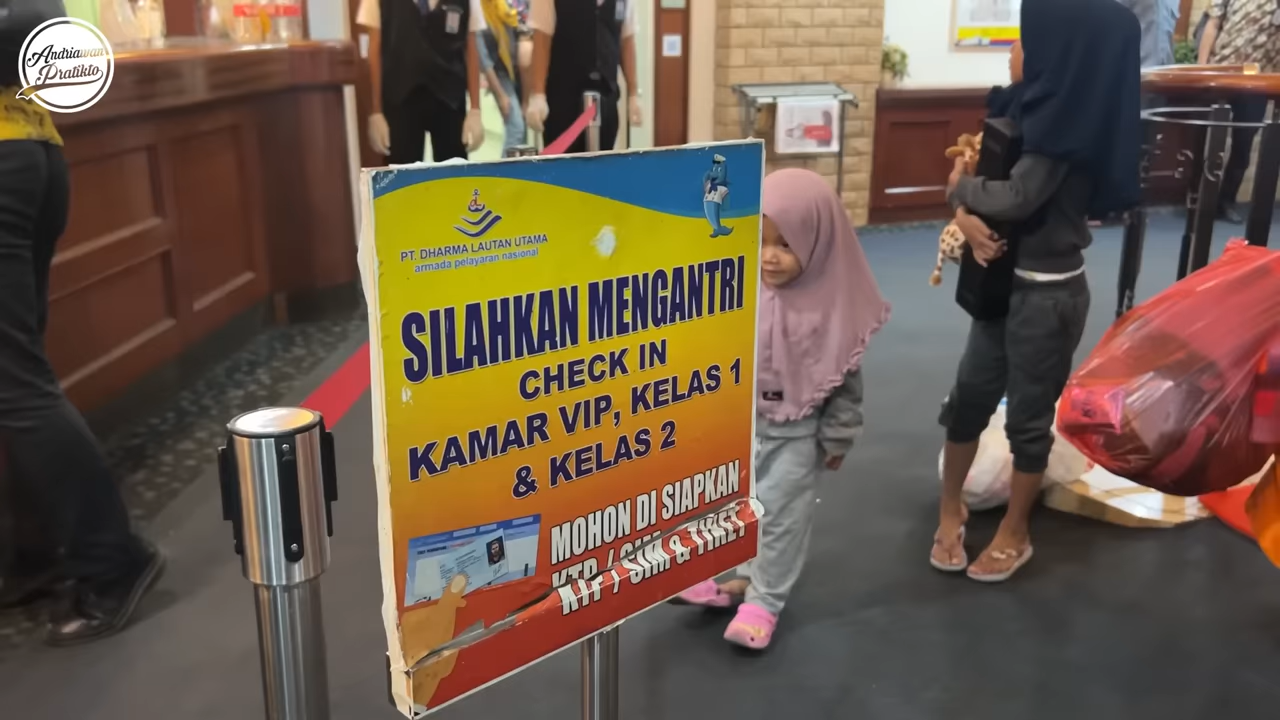 Andriawan
Pratikto
PT. DHARMA LAUTAN UTAMA
armada pelayaran nasional
SILAHKAN MENGANTRI
CHECK IN
KAMAR VIP, KELAS 1
& KELAS 2
MOHON DI SIAPKAN
KTP / SIM & TIKET